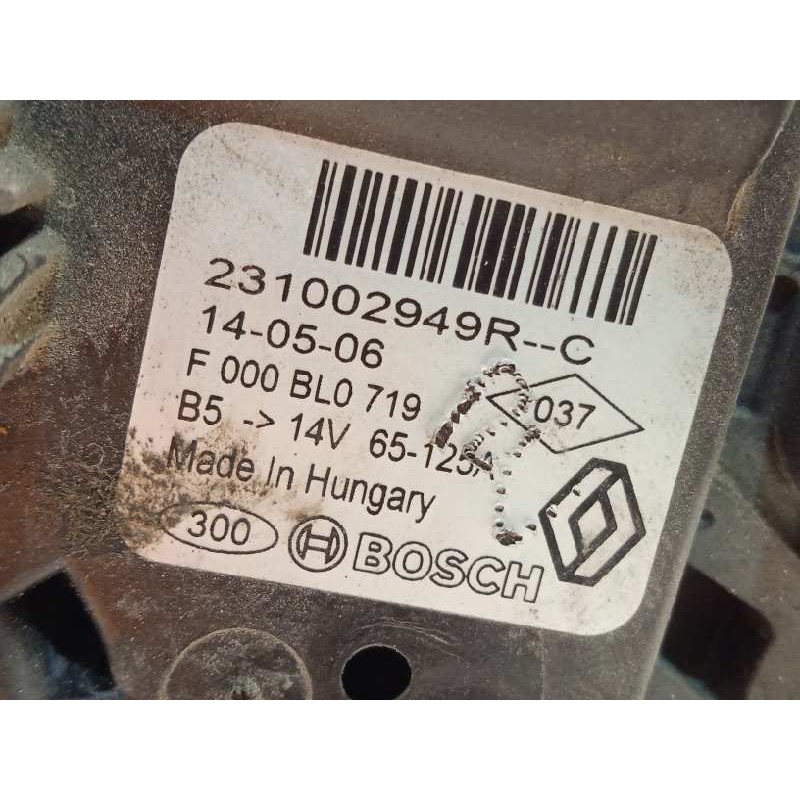 231002949R--C
14-05-06
F 000 BL0 719
037
B5 -> 14V 65-125A
Made In Hungary
300
BOSCH